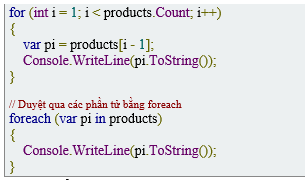 for (int i = 1; i < products.Count; i++)
{
var pi = products[i - 1];
Console.WriteLine(pi.ToString());
}
// Duyệt qua các phần tử bằng foreach
foreach (var pi in products)
{
Console.WriteLine(pi.ToString());
}